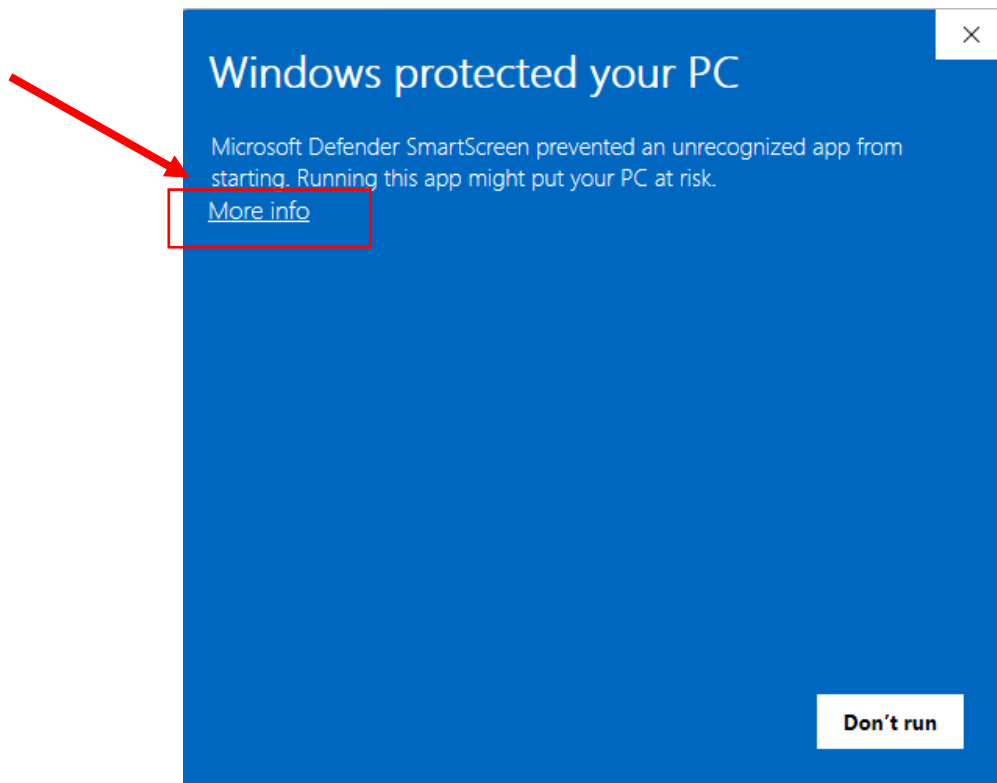 Windows protected your PC
Microsoft Defender SmartScreen prevented an unrecognized app from
starting. Running this app might put your PC at risk.
More info
Don't run